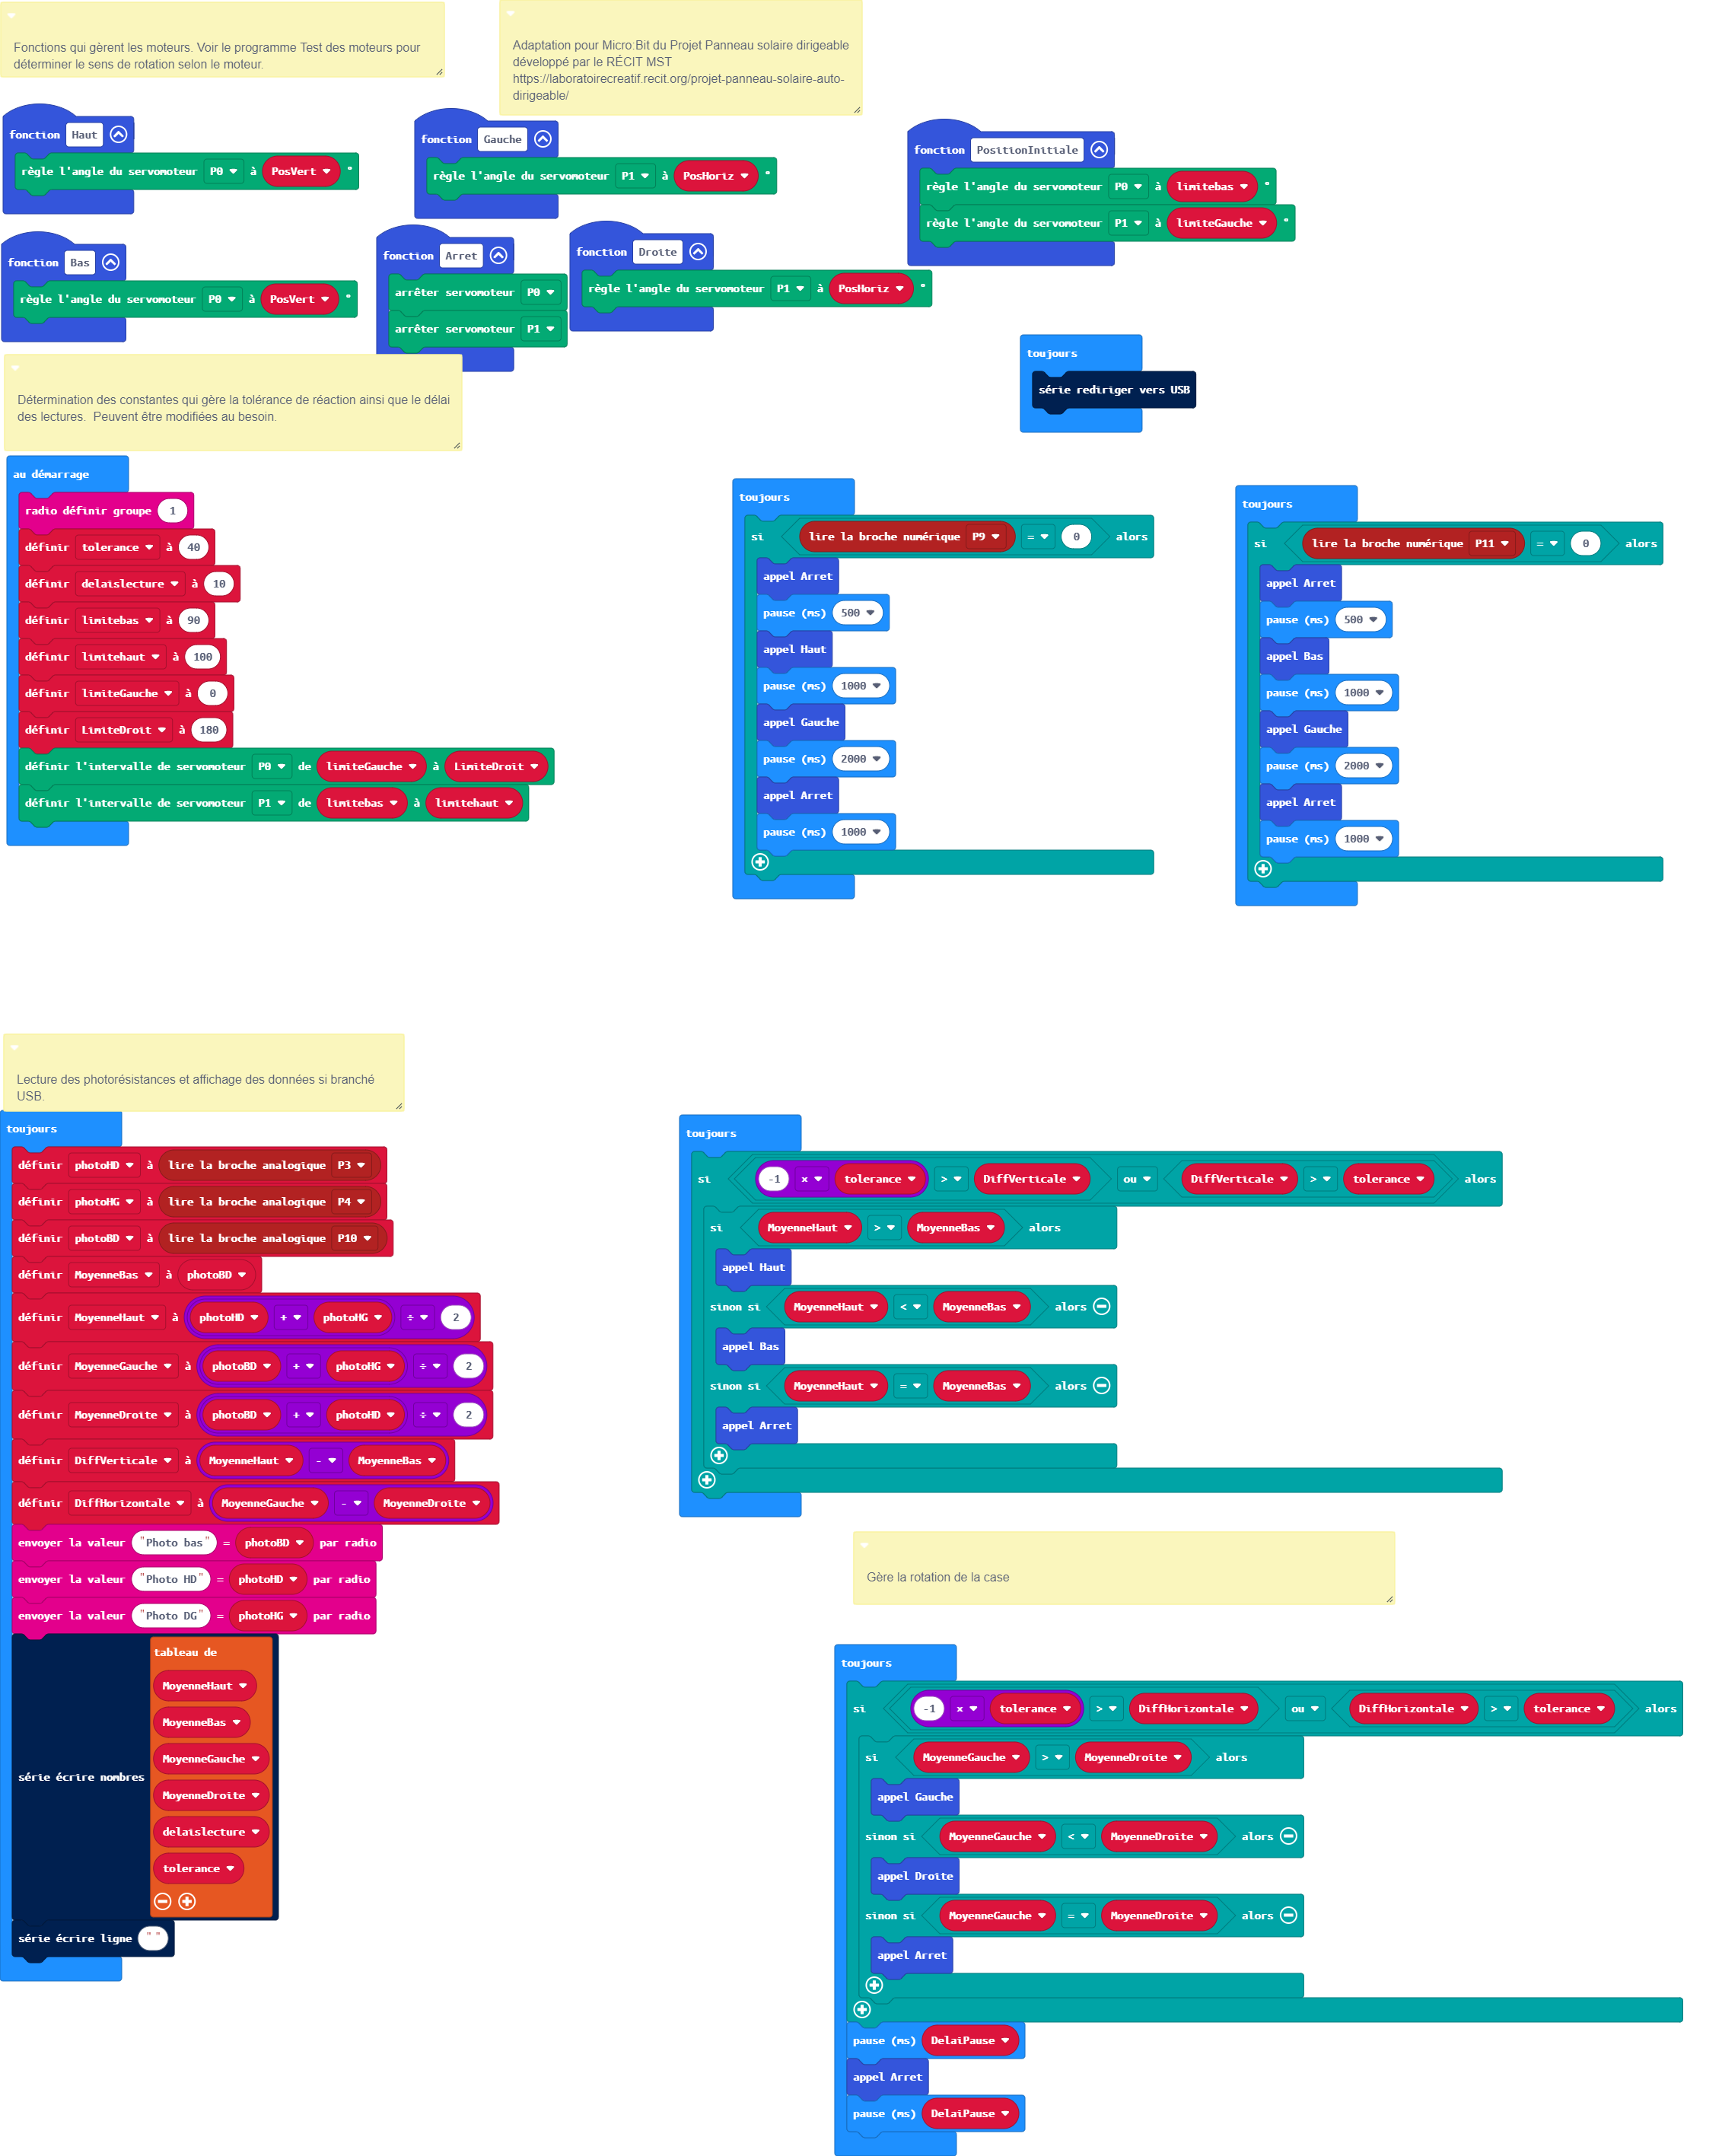 Fonctions qui gèrent les moteurs. Voir le programme Test des moteurs pour
déterminer le sens de rotation selon le moteur.
Adaptation pour Micro:Bit du Projet Panneau solaire dirigeable
développé par le RÉCIT MST
https://laboratoirecreatif.recit.org/projet-panneau-solaire-auto-
dirigeable/
fonction Haut
règle l'angle du servomoteur P0 à PosVert °
fonction Gauche
règle l'angle du servomoteur P1 à PosHoriz °
fonction PositionInitiale
règle l'angle du servomoteur P0 à limitebas °
règle l'angle du servomoteur P1 à limiteGauche °
fonction Bas
règle l'angle du servomoteur P0 à PosVert °
fonction Arret
arrêter servomoteur P0
arrêter servomoteur P1
fonction Droite
règle l'angle du servomoteur P1 à PosHoriz °
toujours
série rediriger vers USB
Détermination des constantes qui gère la tolérance de réaction ainsi que le délai
des lectures.  Peuvent être modifiées au besoin.
au démarrage
radio définir groupe 1
définir tolerance à 40
définir delaislecture à 10
définir limitebas à 90
définir limitehaut à 100
définir limiteGauche à 0
définir LimiteDroit à 180
définir l'intervalle de servomoteur P0 de limiteGauche à LimiteDroit
définir l'intervalle de servomoteur P1 de limitebas à limitehaut
toujours
si lire la broche numérique P9 = 0 alors
appel Arret
pause (ms) 500
appel Haut
pause (ms) 1000
appel Gauche
pause (ms) 2000
appel Arret
pause (ms) 1000
toujours
si lire la broche numérique P11 = 0 alors
appel Arret
pause (ms) 500
appel Bas
pause (ms) 1000
appel Gauche
pause (ms) 2000
appel Arret
pause (ms) 1000
Lecture des photorésistances et affichage des données si branché
USB.
toujours
définir photoHD à lire la broche analogique P3
définir photoHG à lire la broche analogique P4
définir photoBD à lire la broche analogique P10
définir MoyenneBas à photoBD
définir MoyenneHaut à photoHD + photoHG ÷ 2
définir MoyenneGauche à photoBD + photoHG ÷ 2
définir MoyenneDroite à photoBD + photoHD ÷ 2
définir DiffVerticale à MoyenneHaut - MoyenneBas
définir DiffHorizontale à MoyenneGauche - MoyenneDroite
envoyer la valeur "Photo bas" = photoBD par radio
envoyer la valeur "Photo HD" = photoHD par radio
envoyer la valeur "Photo DG" = photoHG par radio
série écrire nombres tableau de
MoyenneHaut
MoyenneBas
MoyenneGauche
MoyenneDroite
delaislecture
tolerance
série écrire ligne " "
toujours
si -1 × tolerance > DiffVerticale ou DiffVerticale > tolerance alors
si MoyenneHaut > MoyenneBas alors
appel Haut
sinon si MoyenneHaut < MoyenneBas alors
appel Bas
sinon si MoyenneHaut = MoyenneBas alors
appel Arret
Gère la rotation de la case
toujours
si -1 × tolerance > DiffHorizontale ou DiffHorizontale > tolerance alors
si MoyenneGauche > MoyenneDroite alors
appel Gauche
sinon si MoyenneGauche < MoyenneDroite alors
appel Droite
sinon si MoyenneGauche = MoyenneDroite alors
appel Arret
pause (ms) DelaiPause
appel Arret
pause (ms) DelaiPause